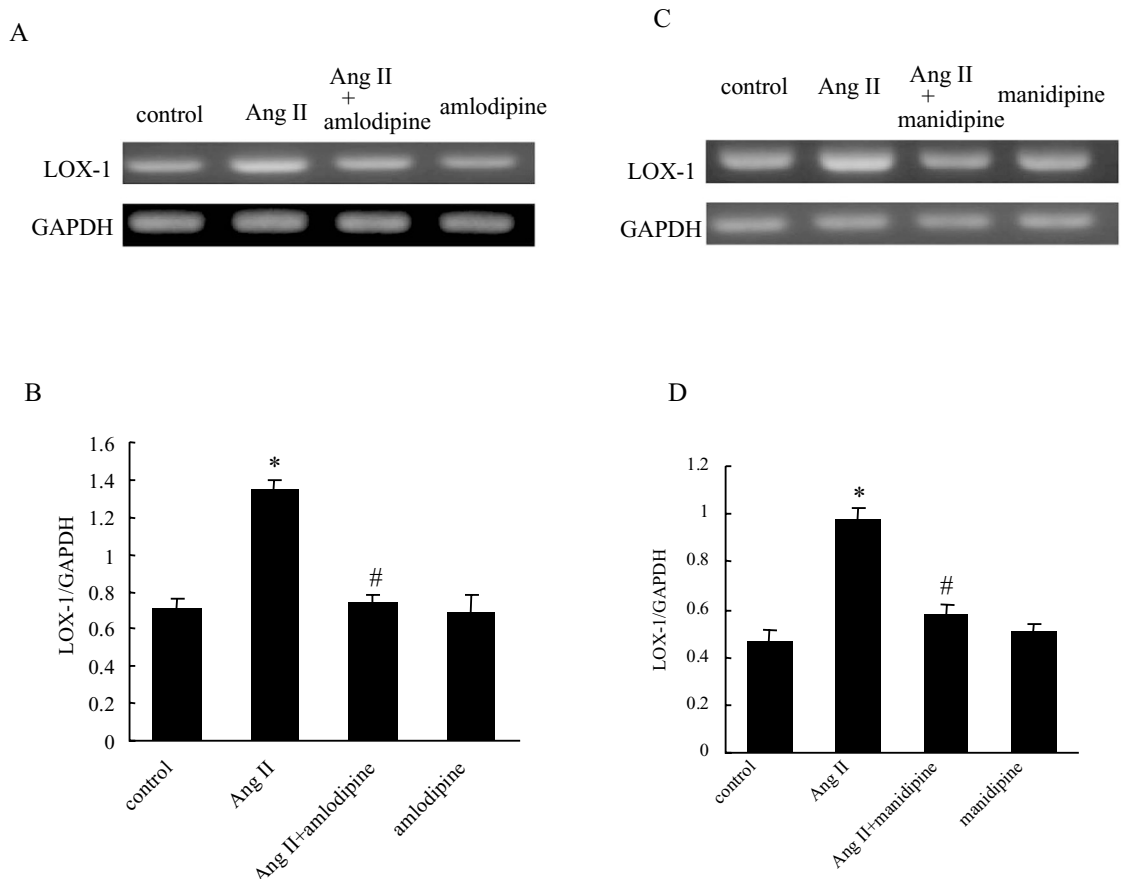 A
control
Ang II
Ang II
+
amlodipine
amlodipine
LOX-1
GAPDH
C
control
Ang II
Ang II
+
manidipine
manidipine
LOX-1
GAPDH
B
LOX-1/GAPDH
1.6
1.4
1.2
1
0.8
0.6
0.4
0.2
0
*
#
control
Ang II
Ang II+amlodipine
amlodipine
D
LOX-1/GAPDH
1.2
1
0.8
0.6
0.4
0.2
0
*
#
control
Ang II
Ang II+manidipine
manidipine